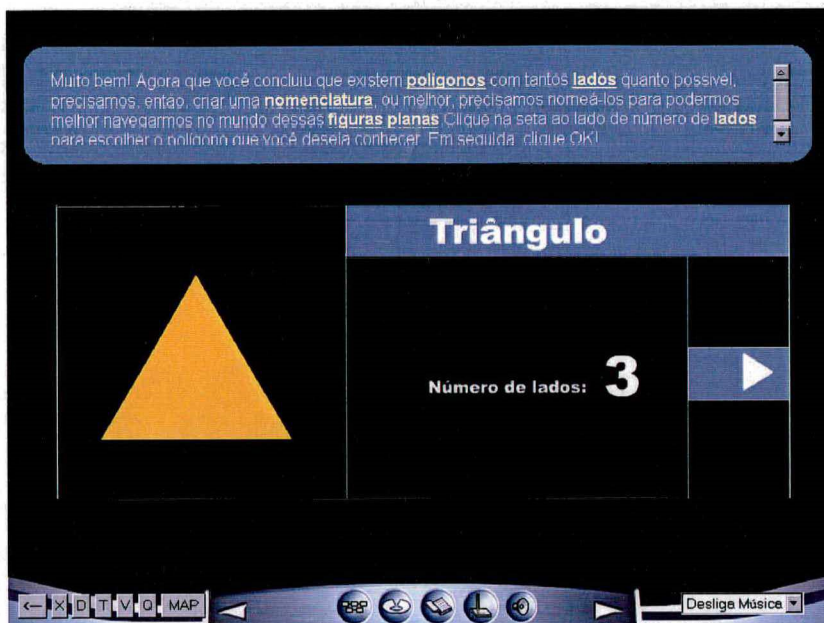 Muito bem! Agora que você concluiu que existem polígonos com tantos lados quanto possível,
precisamos, então, criar uma nomenclatura, ou melhor, precisamos nomeá-los para podermos
melhor navegarmos no mundo dessas figuras planas Clique na seta ao lado de número de lados
para escolher o polígono que você deseja conhecer. Em seguida, clique OK!
Triângulo
Número de lados: 3
← X D T V Q MAP
Desliga Música